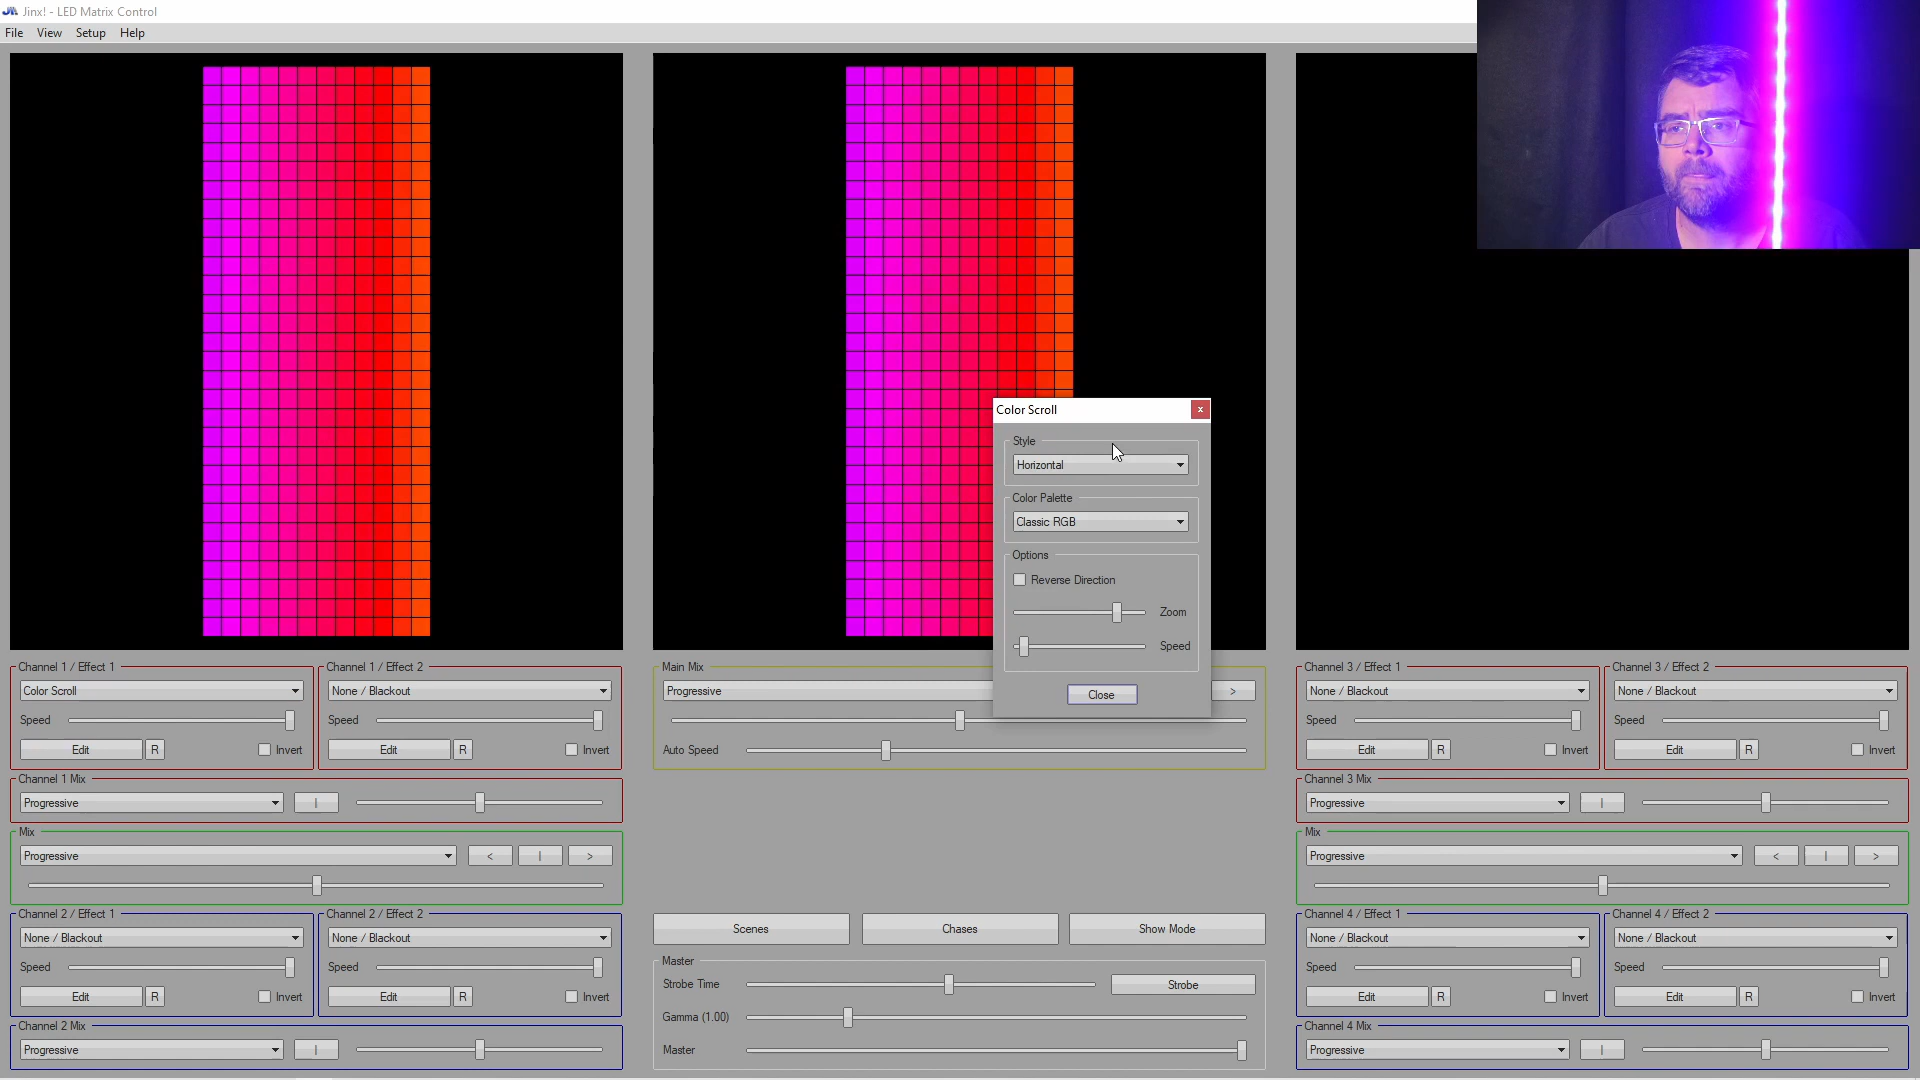 Jinx! - LED Matrix Control
File View Setup Help
Color Scroll x
Style
Horizontal
Color Palette
Classic RGB
Options
Reverse Direction
Zoom
Speed
Close
Channel 1 / Effect 1
Color Scroll
Speed
Edit R Invert
Channel 1 / Effect 2
None / Blackout
Speed
Edit R Invert
Channel 1 Mix
Progressive |
Mix
Progressive < | >
Channel 2 / Effect 1
None / Blackout
Speed
Edit R Invert
Channel 2 / Effect 2
None / Blackout
Speed
Edit R Invert
Channel 2 Mix
Progressive |
Main Mix
Progressive >
Auto Speed
Scenes Chases Show Mode
Master
Strobe Time Strobe
Gamma (1.00)
Master
Channel 3 / Effect 1
None / Blackout
Speed
Edit R Invert
Channel 3 / Effect 2
None / Blackout
Speed
Edit R Invert
Channel 3 Mix
Progressive |
Mix
Progressive < | >
Channel 4 / Effect 1
None / Blackout
Speed
Edit R Invert
Channel 4 / Effect 2
None / Blackout
Speed
Edit R Invert
Channel 4 Mix
Progressive |